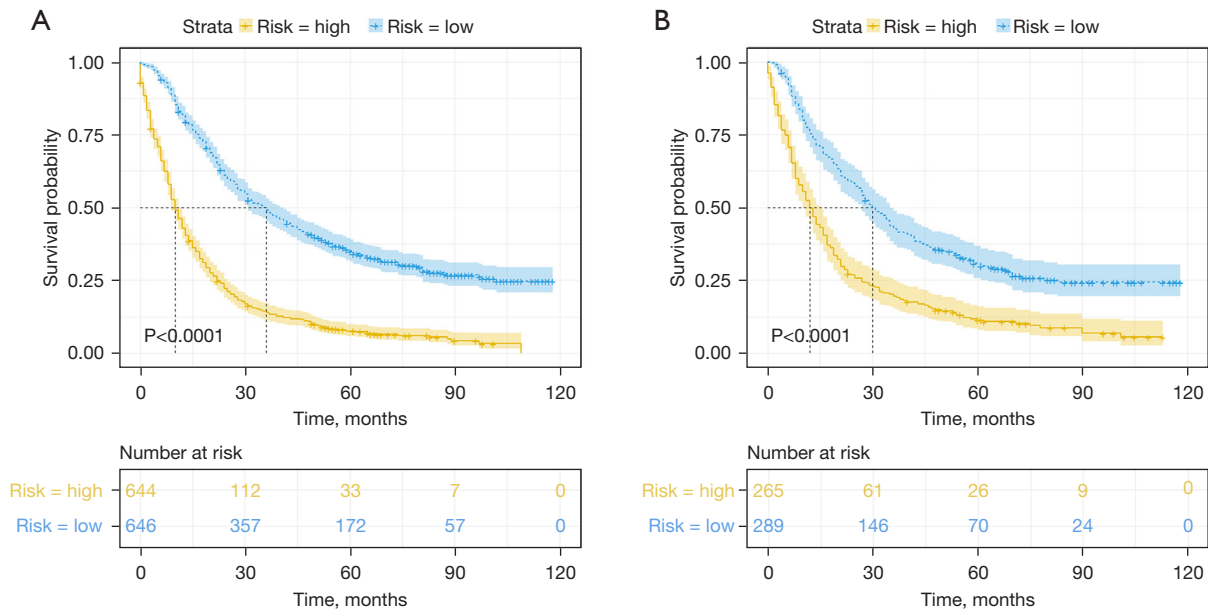 A
Strata Risk = high Risk = low
1.00
0.75
0.50
0.25
0.00
Survival probability
P<0.0001
0 30 60 90 120
Time, months
Number at risk
Risk = high 644 112 33 7 0
Risk = low 646 357 172 57 0
0 30 60 90 120
Time, months
B
Strata Risk = high Risk = low
1.00
0.75
0.50
0.25
0.00
Survival probability
P<0.0001
0 30 60 90 120
Time, months
Number at risk
Risk = high 265 61 26 9 0
Risk = low 289 146 70 24 0
0 30 60 90 120
Time, months